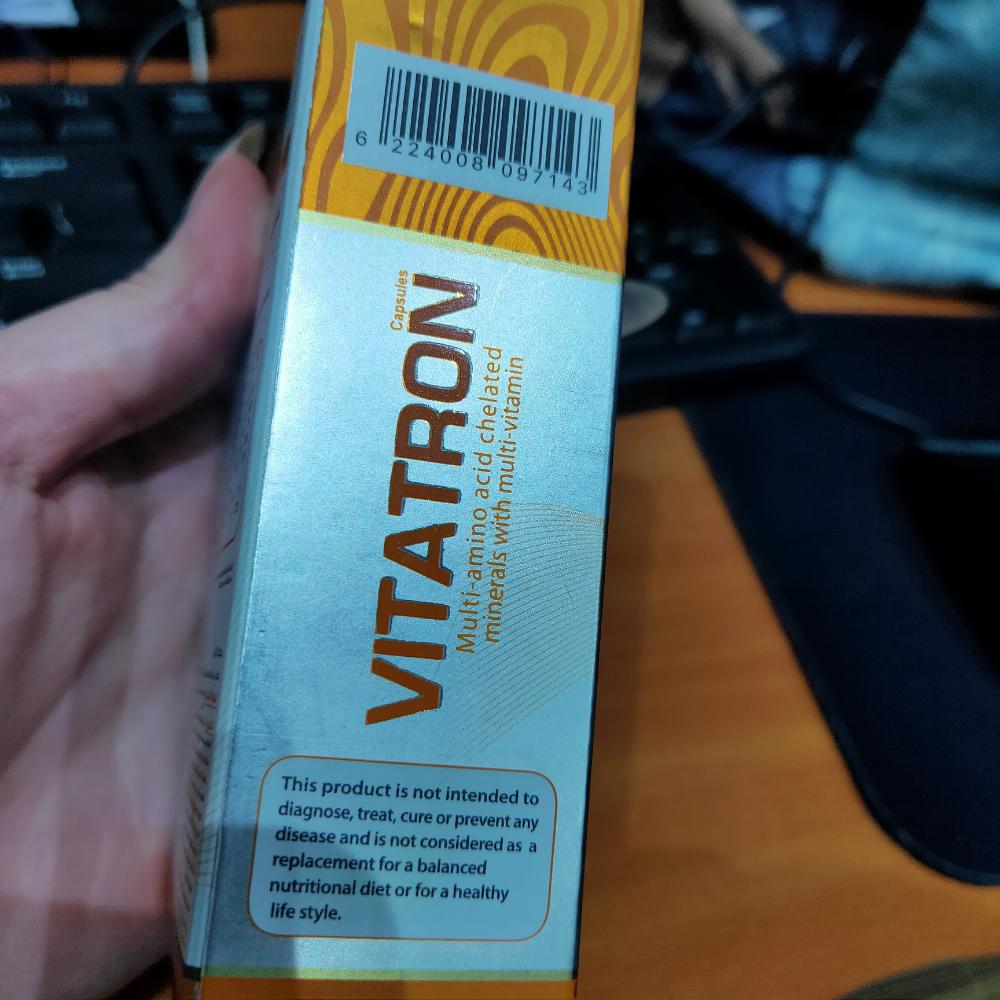 6 224008 097143
VITATRON
Capsules
Multi-amino acid chelated
minerals with multi-vitamin
This product is not intended to
diagnose, treat, cure or prevent any
disease and is not considered as a
replacement for a balanced
nutritional diet or for a healthy
life style.